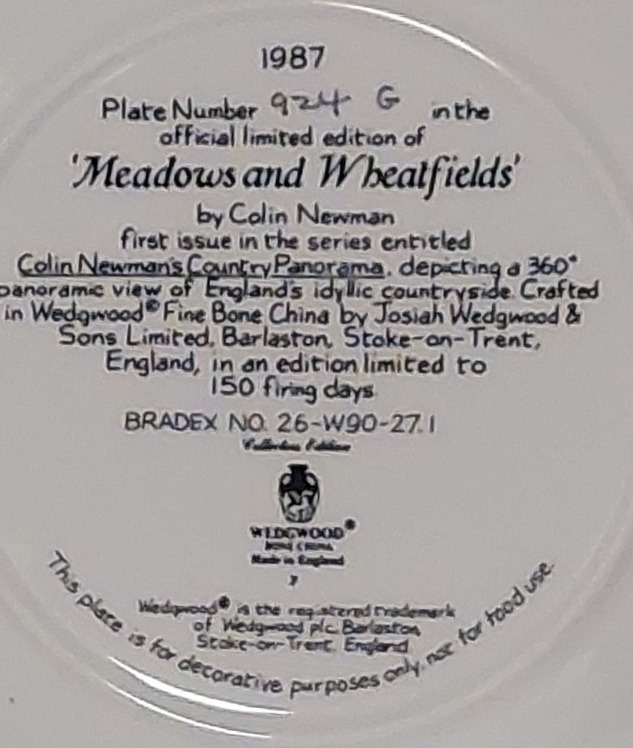 1987
Plate Number 924 G in the
official limited edition of
'Meadows and Wheatfields'
by Colin Newman
first issue in the series entitled
Colin Newman's Country Panorama, depicting a 360°
panoramic view of England's idyllic countryside. Crafted
in Wedgwood® Fine Bone China by Josiah Wedgwood &
Sons Limited, Barlaston, Stoke-on-Trent,
England, in an edition limited to
150 firing days.
BRADEX NO. 26-W90-27.1
Collectors Edition
WEDGWOOD®
BONE CHINA
Made in England
Wedgwood® is the registered trademark
of Wedgwood plc, Barlaston,
Stoke-on-Trent, England.
This plate is for decorative purposes only, not for food use.